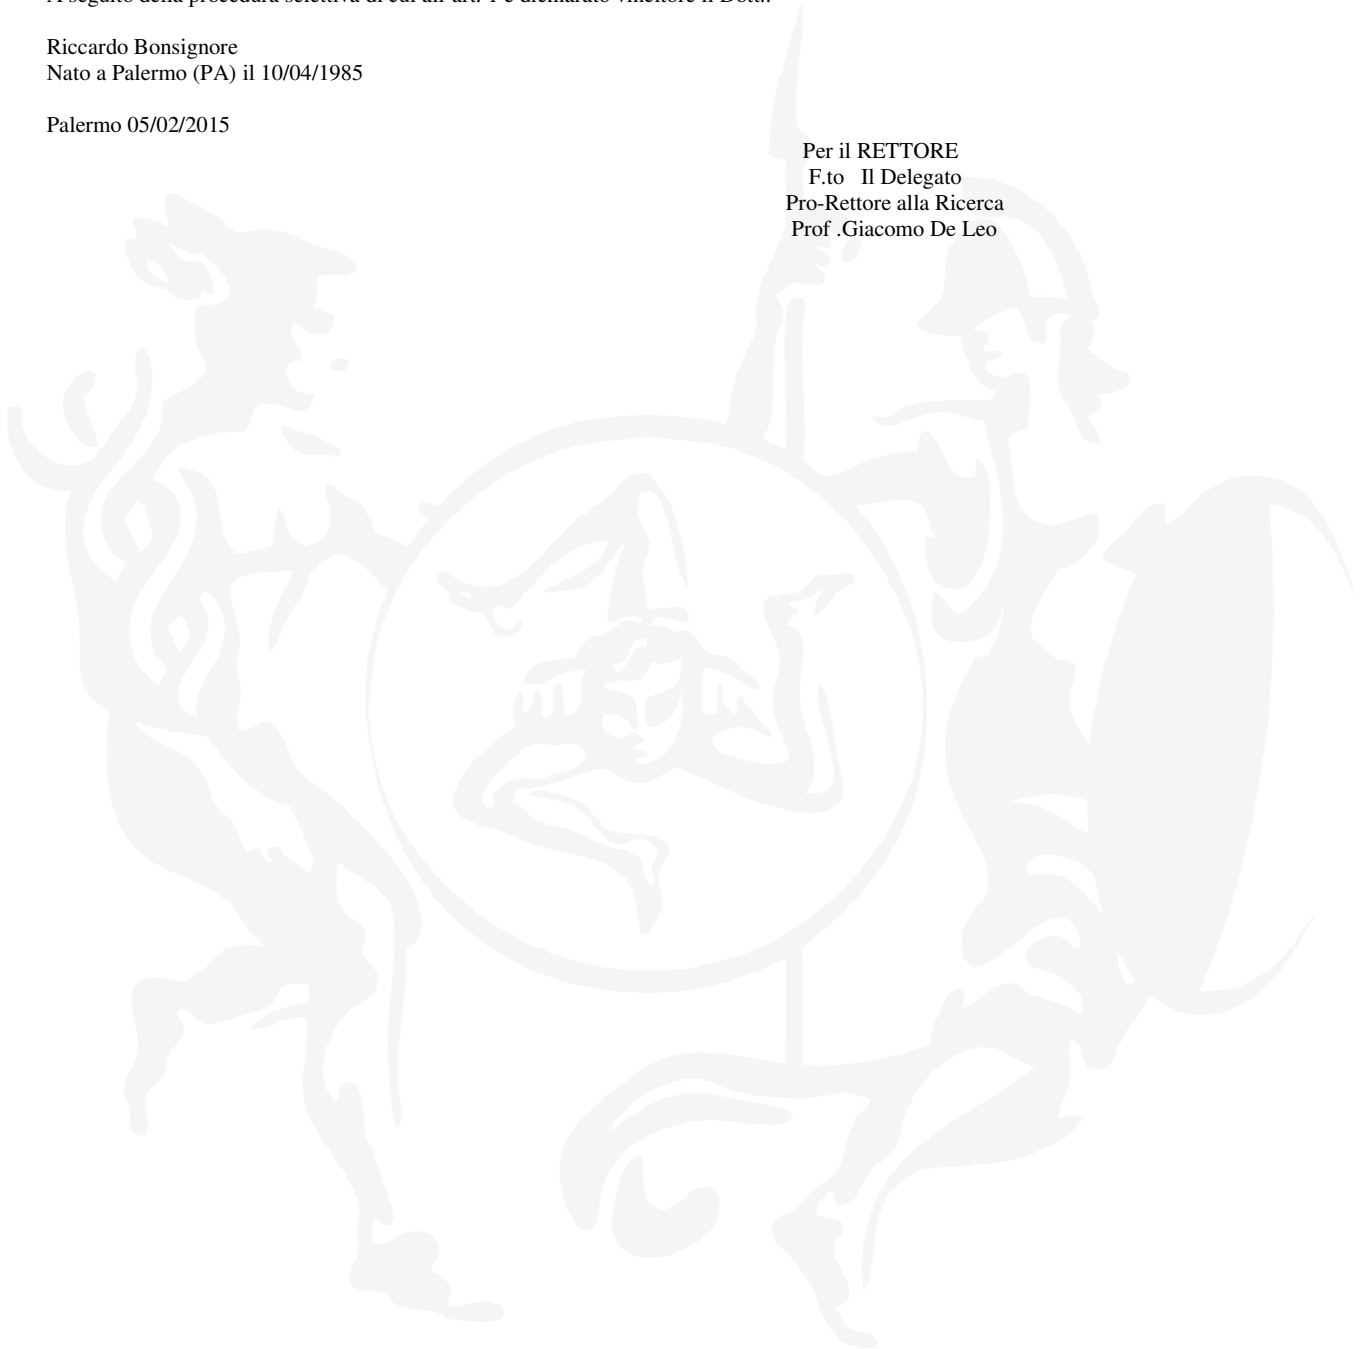 A seguito della procedura selettiva di cui all'art. 1 è dichiarato vincitore il Dott.:
Riccardo Bonsignore
Nato a Palermo (PA) il 10/04/1985
Palermo 05/02/2015
Per il RETTORE
F.to Il Delegato
Pro-Rettore alla Ricerca
Prof .Giacomo De Leo